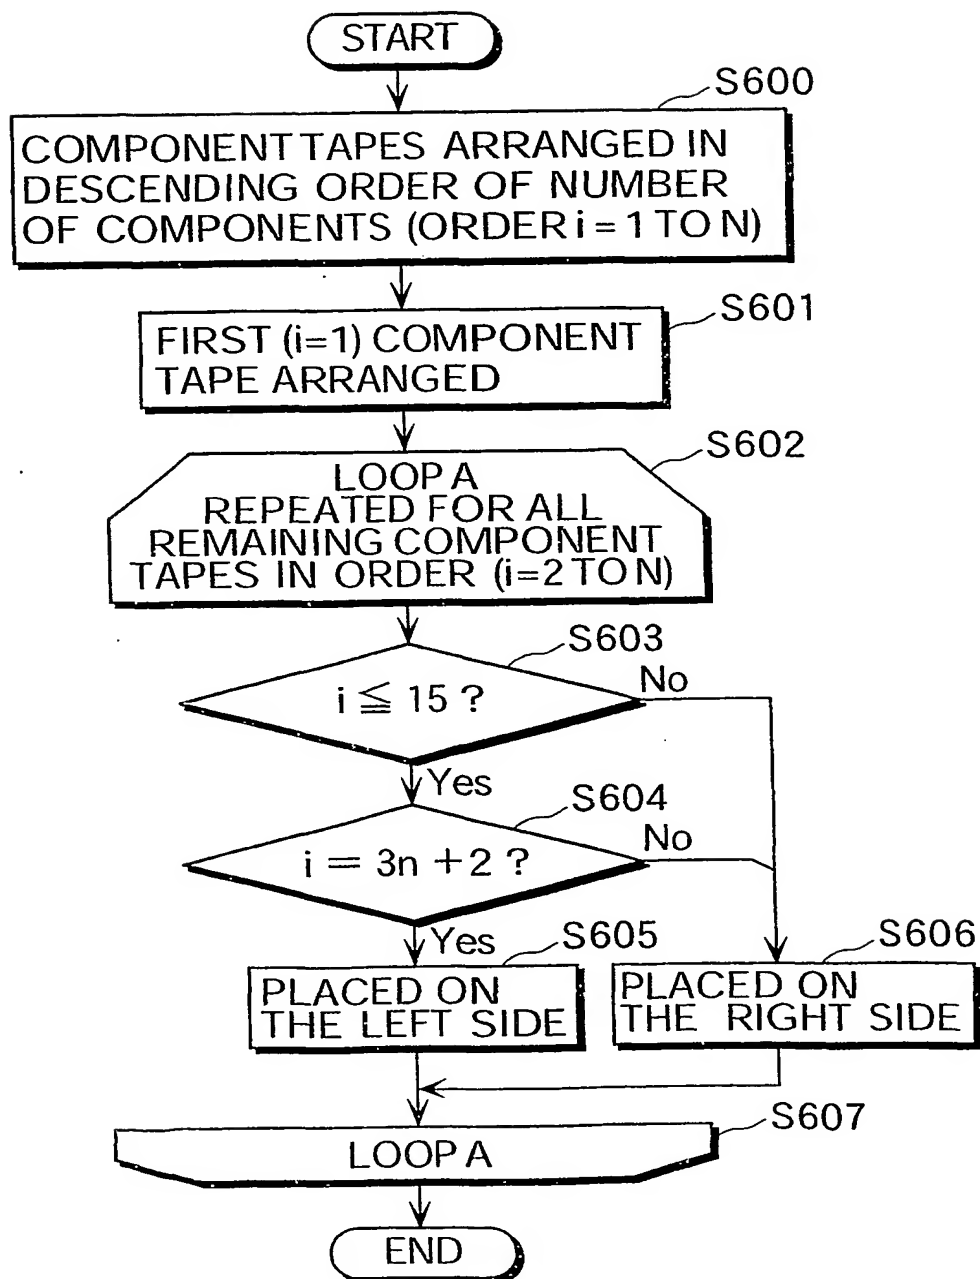 START
S600
COMPONENT TAPES ARRANGED IN
DESCENDING ORDER OF NUMBER
OF COMPONENTS (ORDER i = 1 TO N)
S601
FIRST (i=1) COMPONENT
TAPE ARRANGED
S602
LOOP A
REPEATED FOR ALL
REMAINING COMPONENT
TAPES IN ORDER (i=2 TO N)
S603
i ≦ 15 ?
No
Yes
S604
i = 3n + 2 ?
No
Yes
S605
PLACED ON
THE LEFT SIDE
S606
PLACED ON
THE RIGHT SIDE
S607
LOOP A
END